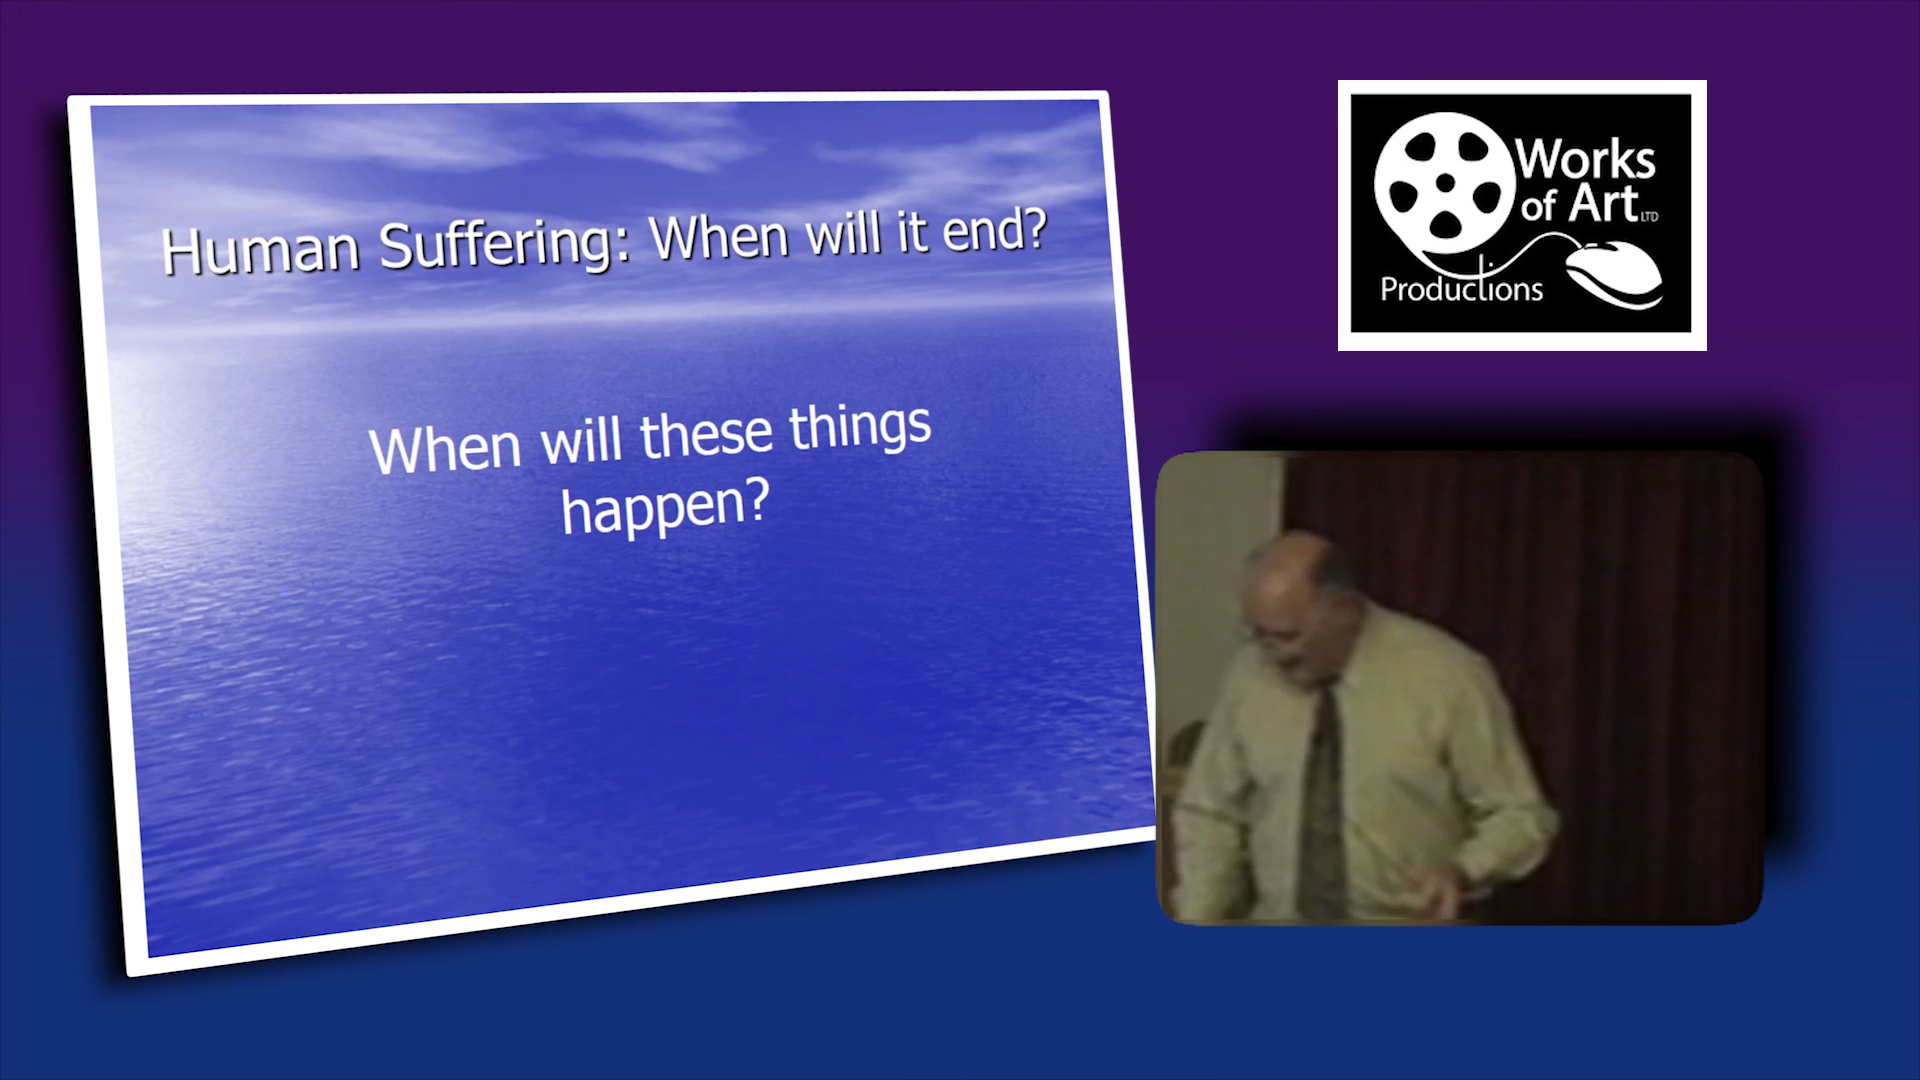 Human Suffering: When will it end?
When will these things
happen?
Works
of Art LTD
Productions